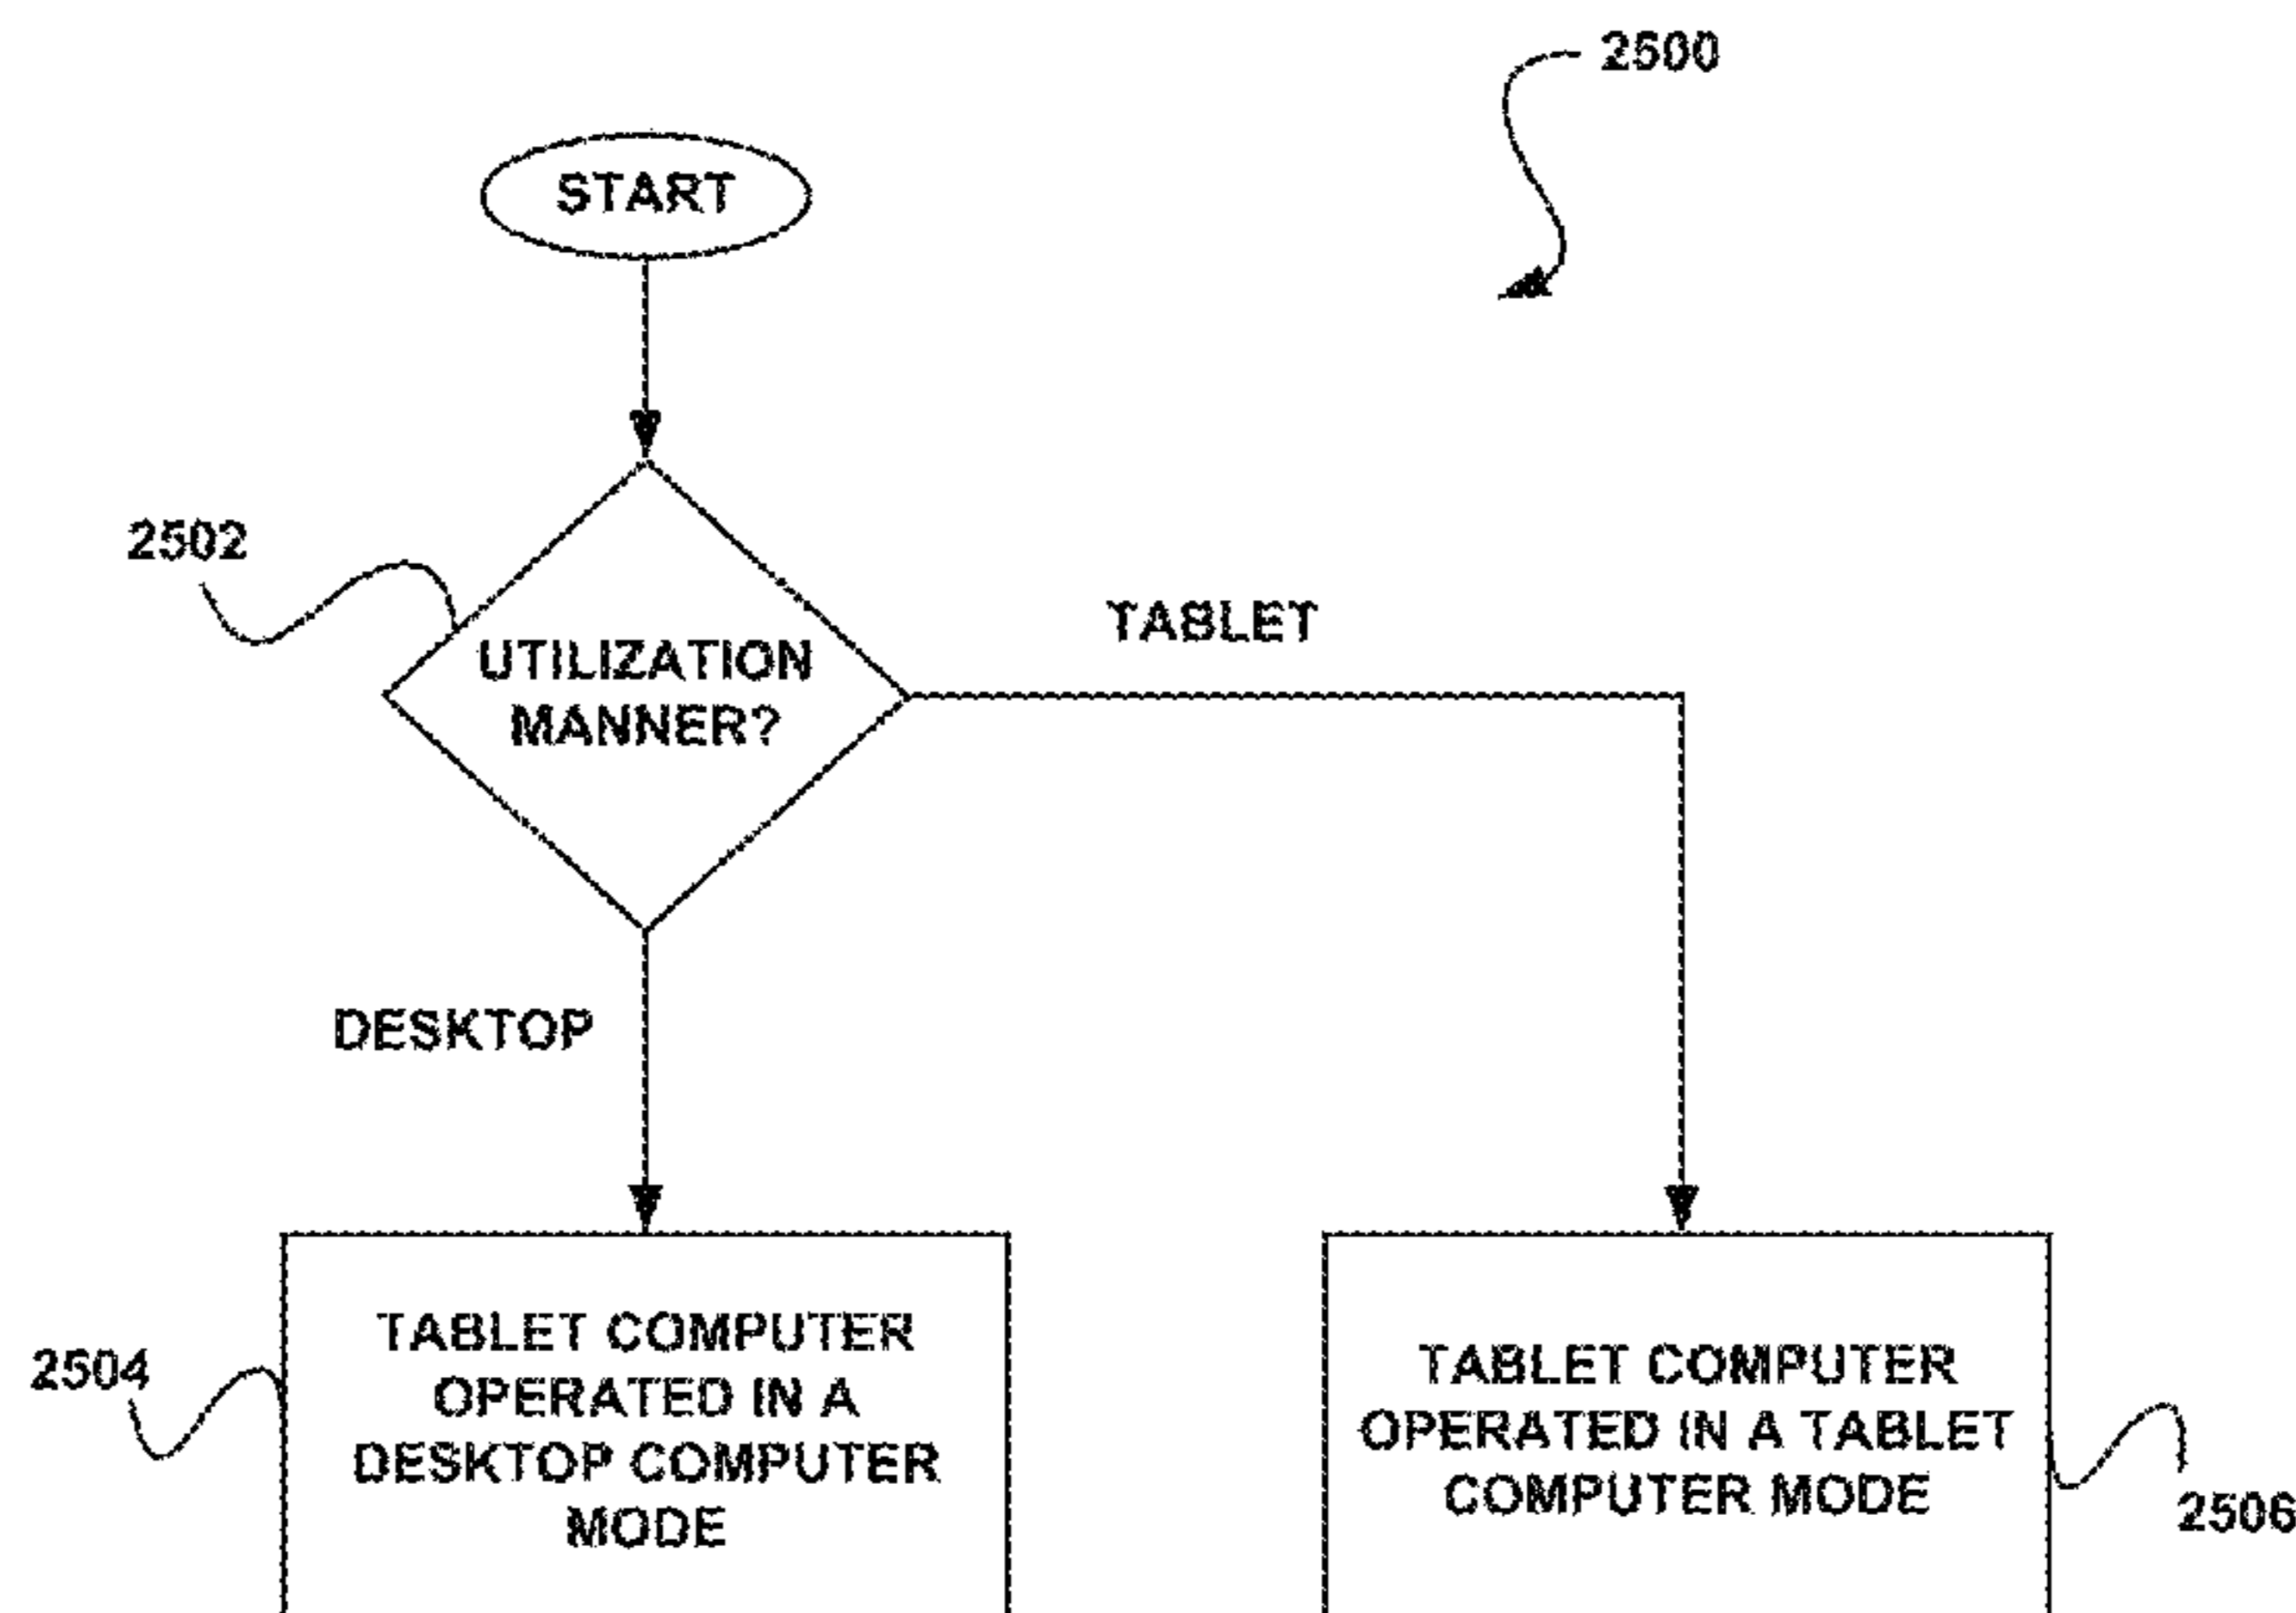 2500
START
2502
UTILIZATION
MANNER?
TABLET
DESKTOP
2504
TABLET COMPUTER
OPERATED IN A
DESKTOP COMPUTER
MODE
TABLET COMPUTER
OPERATED IN A TABLET
COMPUTER MODE
2506